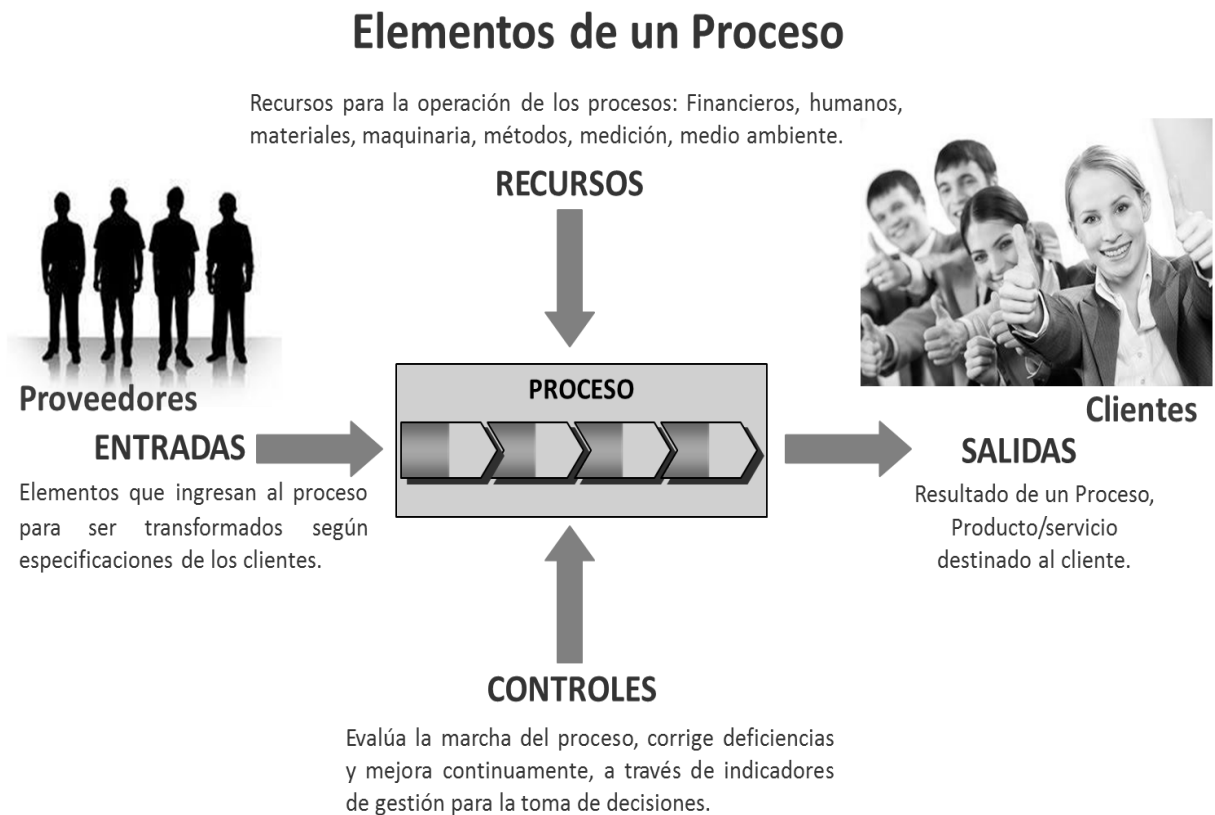 Elementos de un Proceso
Recursos para la operación de los procesos: Financieros, humanos,
materiales, maquinaria, métodos, medición, medio ambiente.
RECURSOS
Proveedores
ENTRADAS
Elementos que ingresan al proceso
para ser transformados según
especificaciones de los clientes.
PROCESO
Clientes
SALIDAS
Resultado de un Proceso,
Producto/servicio
destinado al cliente.
CONTROLES
Evalúa la marcha del proceso, corrige deficiencias
y mejora continuamente, a través de indicadores
de gestión para la toma de decisiones.